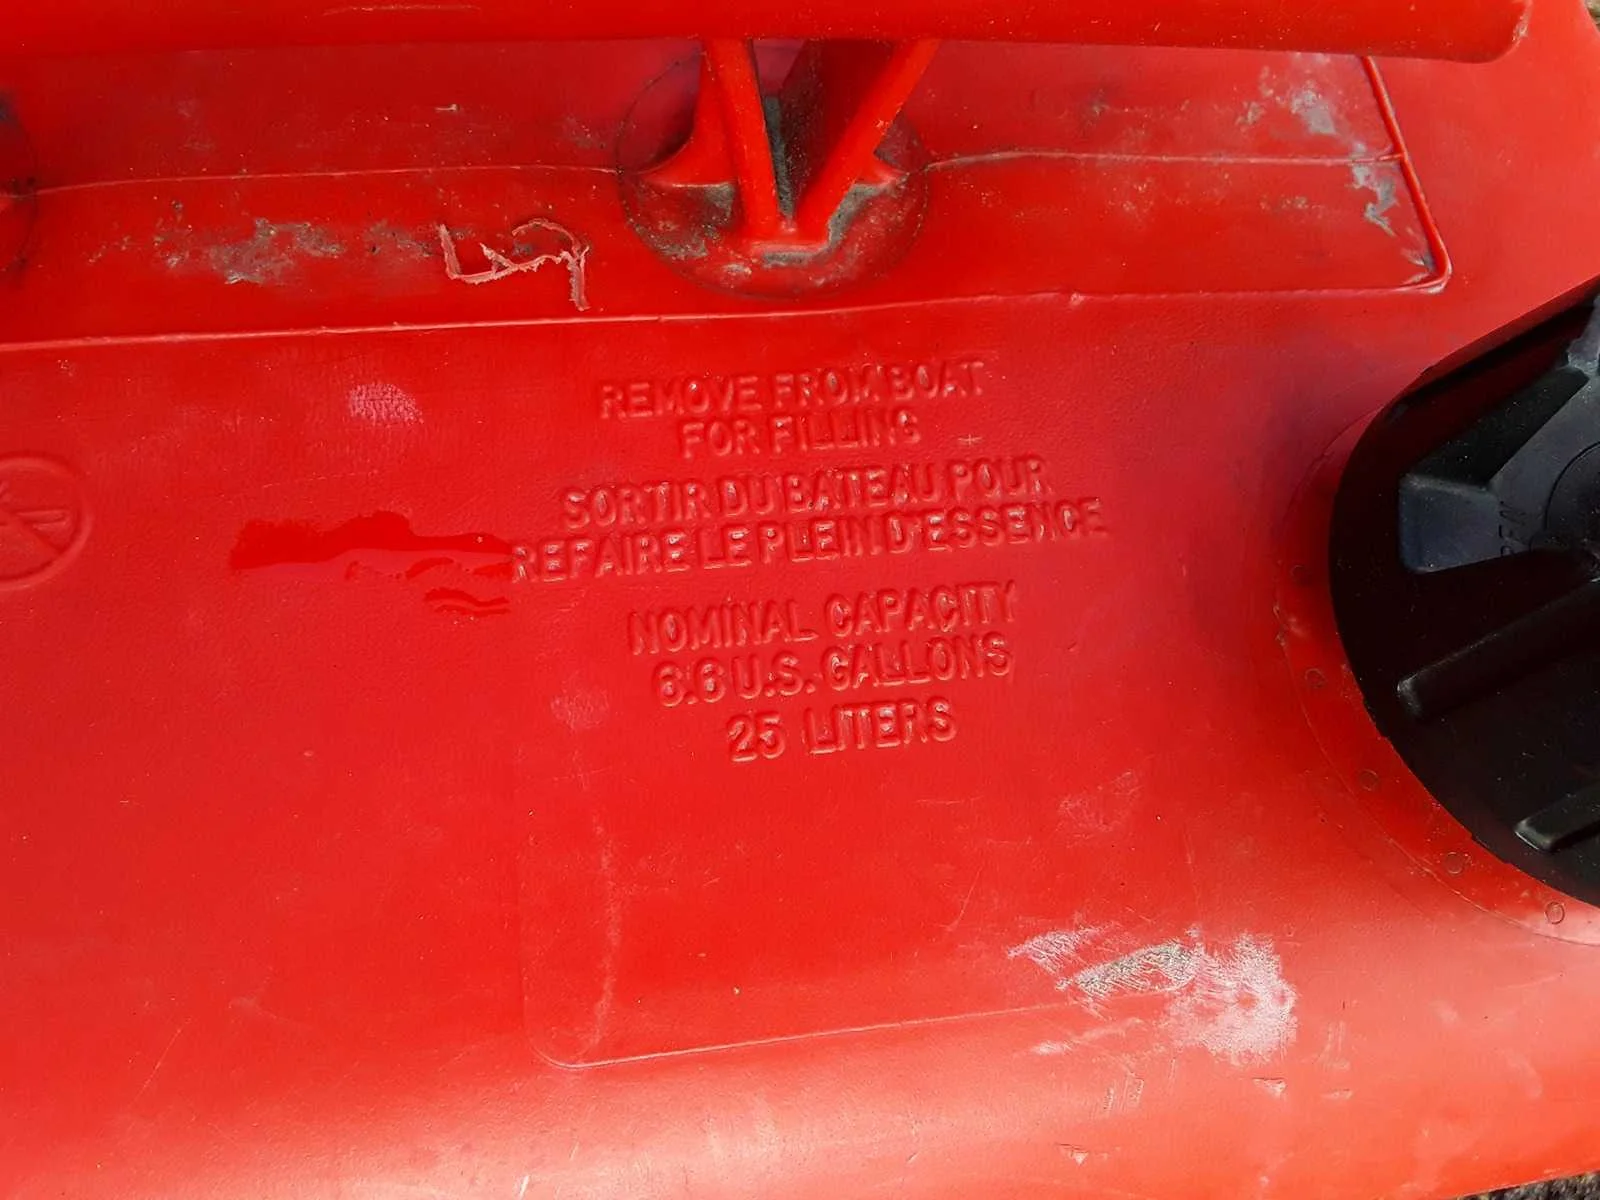 REMOVE FROM BOAT
FOR FILLING
SORTIR DU BATEAU POUR
REFAIRE LE PLEIN D'ESSENCE
NOMINAL CAPACITY
6.6 U.S. GALLONS
25 LITERS